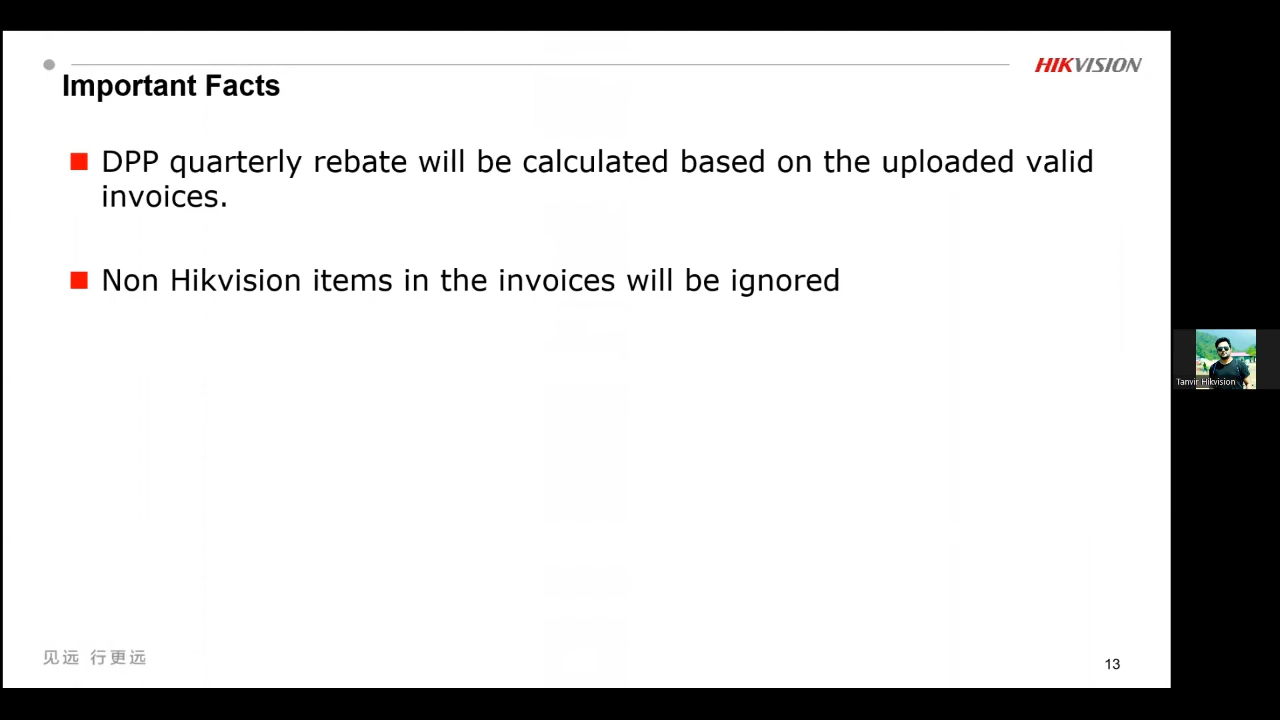 HIKVISION
Important Facts
DPP quarterly rebate will be calculated based on the uploaded valid
invoices.
Non Hikvision items in the invoices will be ignored
Tanvir Hikvision
见远 行更远
13